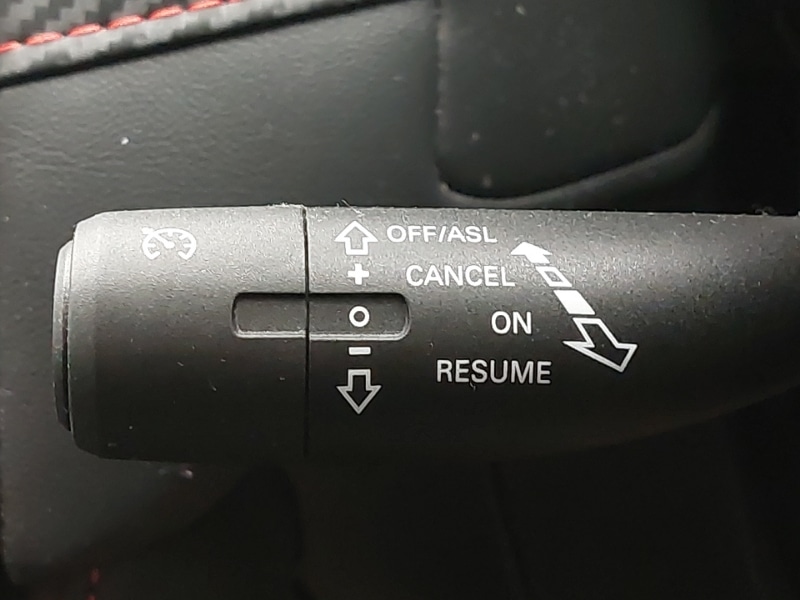 OFF/ASL
+ CANCEL
O ON
− RESUME